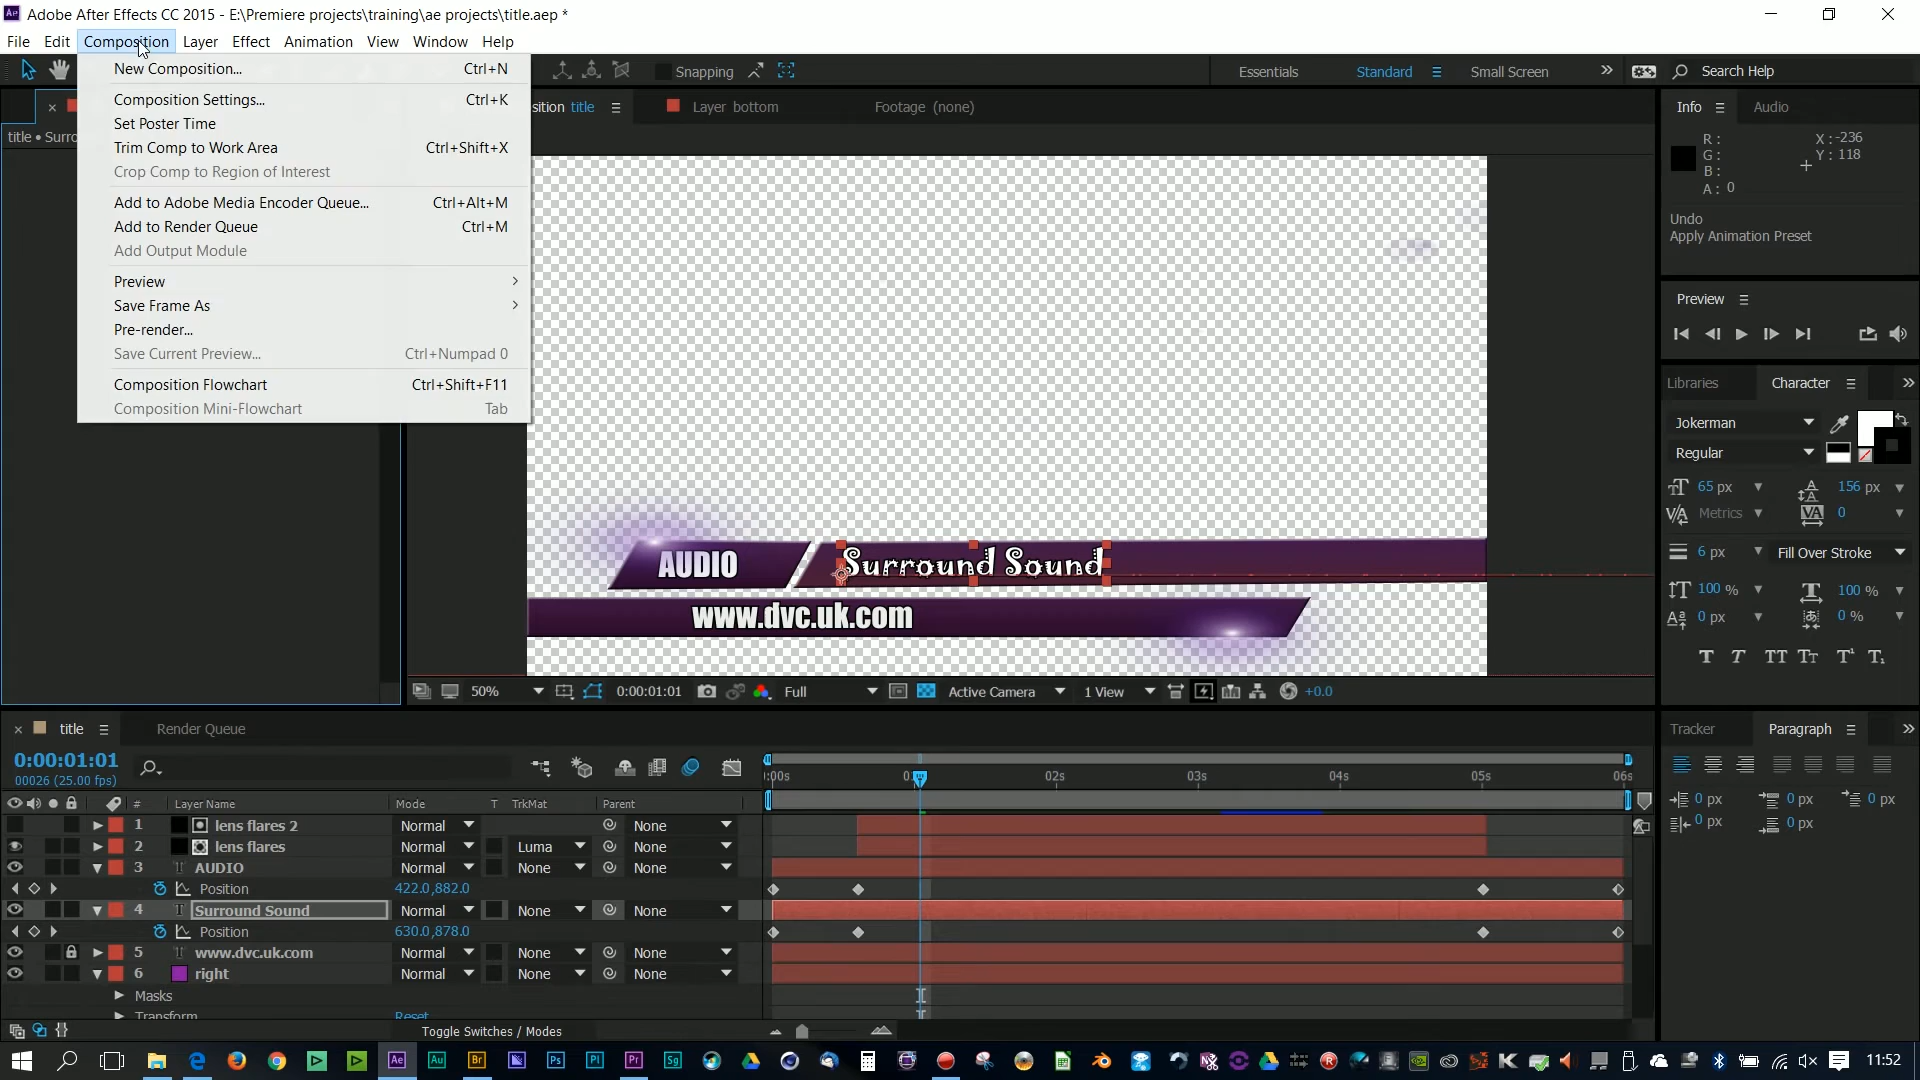 Adobe After Effects CC 2015 - E:\Premiere projects\training\ae projects\title.aep *
File Edit Composition Layer Effect Animation View Window Help
Snapping Essentials Standard Small Screen Search Help
New Composition... Ctrl+N
Composition Settings... Ctrl+K
Set Poster Time
Trim Comp to Work Area Ctrl+Shift+X
Crop Comp to Region of Interest
Add to Adobe Media Encoder Queue... Ctrl+Alt+M
Add to Render Queue Ctrl+M
Add Output Module
Preview
Save Frame As
Pre-render...
Save Current Preview... Ctrl+Numpad 0
Composition Flowchart Ctrl+Shift+F11
Composition Mini-Flowchart Tab
title • Surro
sition title Layer bottom Footage (none)
Info Audio
R : X : -236
G : Y : 118
B :
A : 0
Undo
Apply Animation Preset
Preview
Libraries Character
Jokerman
Regular
65 px 156 px
Metrics 0
6 px Fill Over Stroke
100 % 100 %
0 px 0 %
AUDIO Surround Sound
www.dvc.uk.com
50% 0:00:01:01 Full Active Camera 1 View +0.0
title Render Queue
0:00:01:01
00026 (25.00 fps)
:00s 0 02s 03s 04s 05s 06s
# Layer Name Mode T TrkMat Parent
1 lens flares 2 Normal None
2 lens flares Normal Luma None
3 AUDIO Normal None None
Position 422.0,882.0
4 Surround Sound Normal None None
Position 630.0,878.0
5 www.dvc.uk.com Normal None None
6 right Normal None None
Masks
Transform Reset
Toggle Switches / Modes
Tracker Paragraph
0 px 0 px 0 px
0 px 0 px
Ae Au Br Ps Pl Pr Sg 11:52